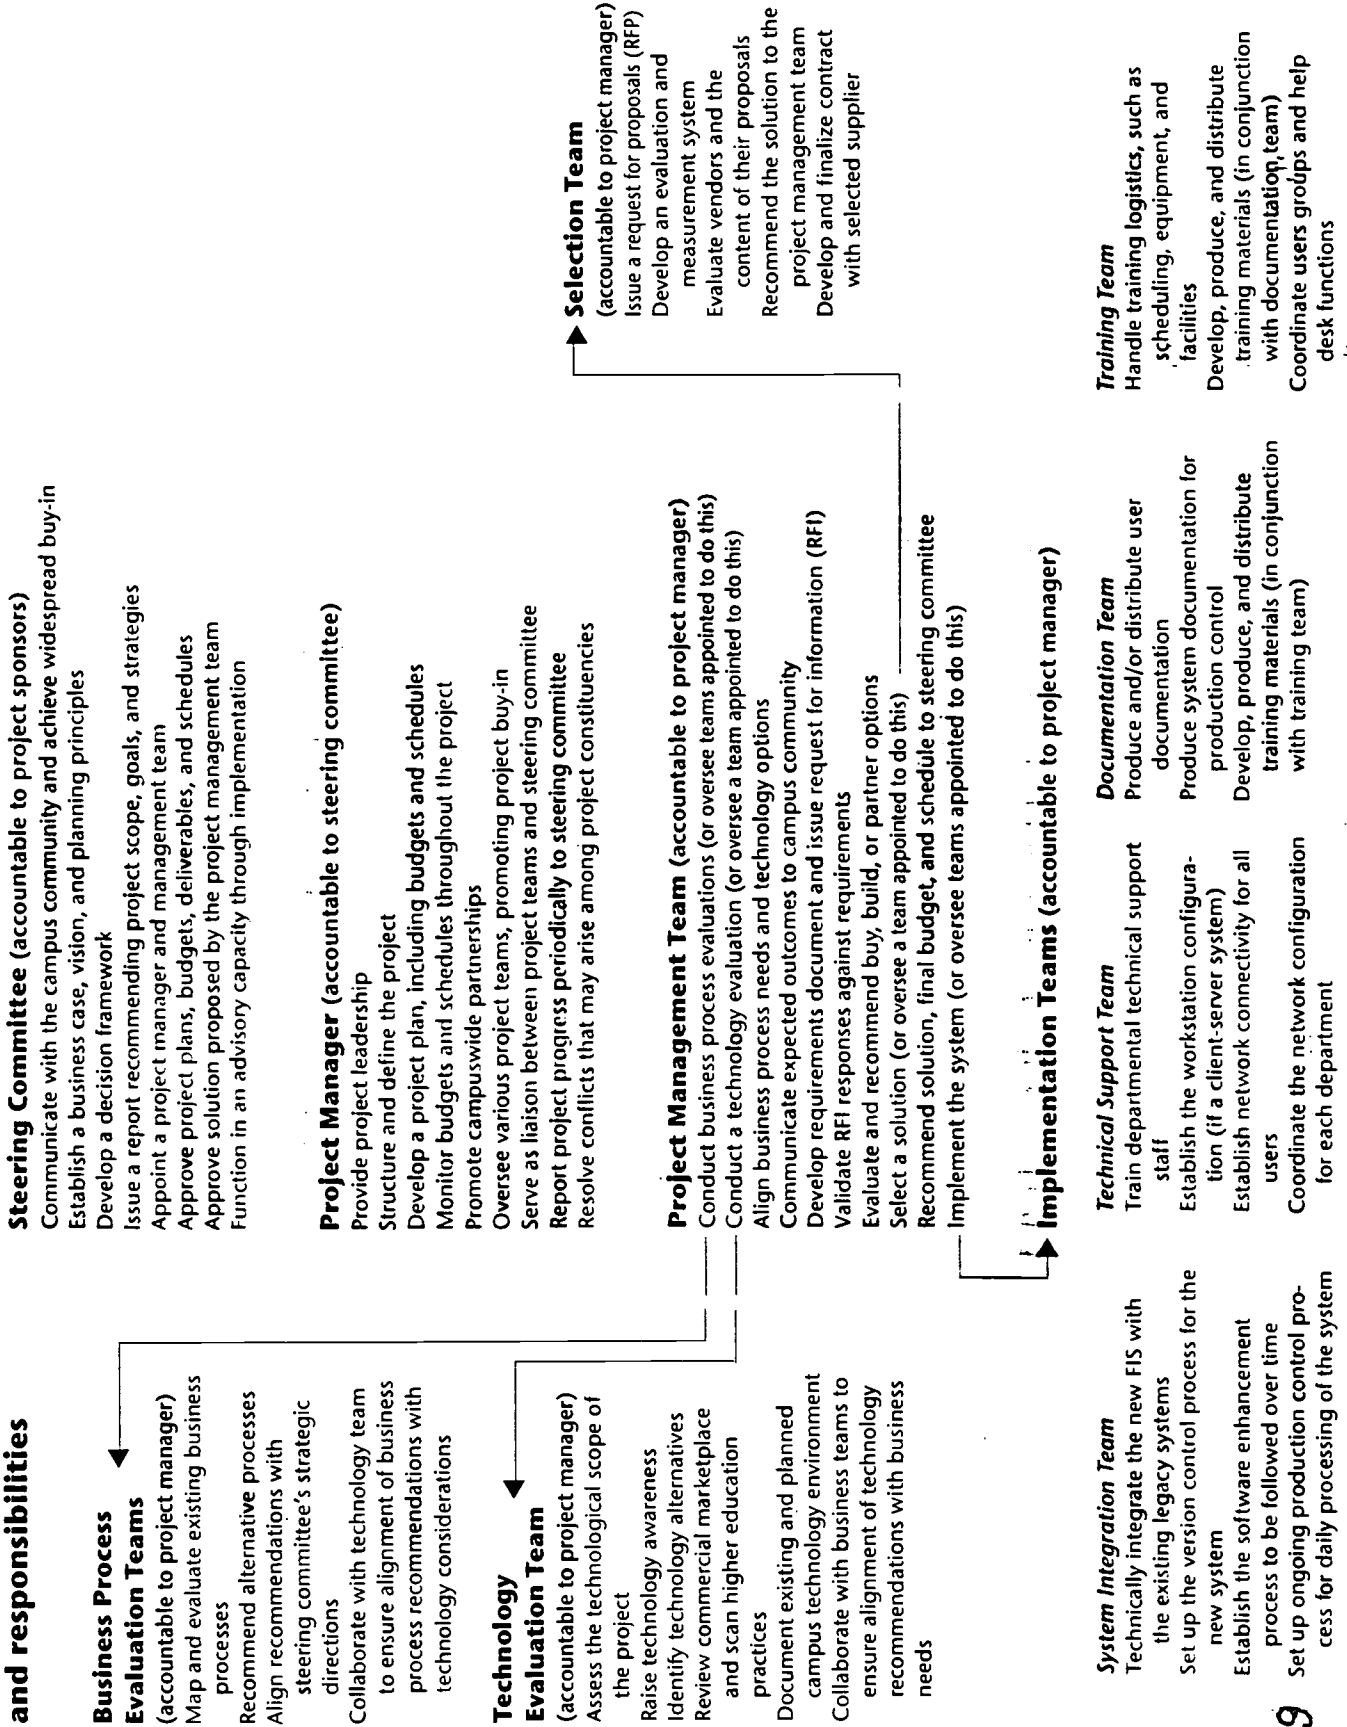 and responsibilities
Steering Committee (accountable to project sponsors)
Communicate with the campus community and achieve widespread buy-in
Establish a business case, vision, and planning principles
Develop a decision framework
Issue a report recommending project scope, goals, and strategies
Appoint a project manager and management team
Approve project plans, budgets, deliverables, and schedules
Approve solution proposed by the project management team
Function in an advisory capacity through implementation
Business Process
Evaluation Teams
(accountable to project manager)
Map and evaluate existing business
processes
Recommend alternative processes
Align recommendations with
steering committee's strategic
directions
Collaborate with technology team
to ensure alignment of business
process recommendations with
technology considerations
Project Manager (accountable to steering committee)
Provide project leadership
Structure and define the project
Develop a project plan, including budgets and schedules
Monitor budgets and schedules throughout the project
Promote campuswide partnerships
Oversee various project teams, promoting project buy-in
Serve as liaison between project teams and steering committee
Report project progress periodically to steering committee
Resolve conflicts that may arise among project constituencies
Technology
Evaluation Team
(accountable to project manager)
Assess the technological scope of
the project
Raise technology awareness
Identify technology alternatives
Review commercial marketplace
and scan higher education
practices
Document existing and planned
campus technology environment
Collaborate with business teams to
ensure alignment of technology
recommendations with business
needs
Project Management Team (accountable to project manager)
Conduct business process evaluations (or oversee teams appointed to do this)
Conduct a technology evaluation (or oversee a team appointed to do this)
Align business process needs and technology options
Communicate expected outcomes to campus community
Develop requirements document and issue request for information (RFI)
Validate RFI responses against requirements
Evaluate and recommend buy, build, or partner options
Select a solution (or oversee a team appointed to do this)
Recommend solution, final budget, and schedule to steering committee
Implement the system (or oversee teams appointed to do this)
Selection Team
(accountable to project manager)
Issue a request for proposals (RFP)
Develop an evaluation and
measurement system
Evaluate vendors and the
content of their proposals
Recommend the solution to the
project management team
Develop and finalize contract
with selected supplier
Implementation Teams (accountable to project manager)
System Integration Team
Technically integrate the new FIS with
the existing legacy systems
Set up the version control process for the
new system
Establish the software enhancement
process to be followed over time
Set up ongoing production control pro-
cess for daily processing of the system
Technical Support Team
Train departmental technical support
staff
Establish the workstation configura-
tion (if a client-server system)
Establish network connectivity for all
users
Coordinate the network configuration
for each department
Documentation Team
Produce and/or distribute user
documentation
Produce system documentation for
production control
Develop, produce, and distribute
training materials (in conjunction
with training team)
Training Team
Handle training logistics, such as
scheduling, equipment, and
facilities
Develop, produce, and distribute
training materials (in conjunction
with documentation team)
Coordinate users groups and help
desk functions
9